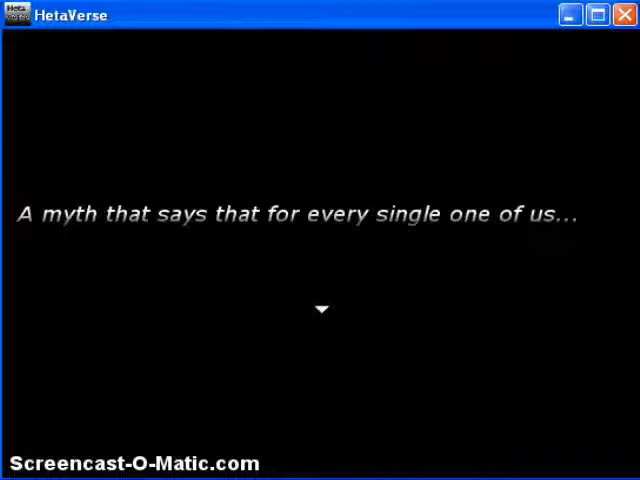 HetaVerse
A myth that says that for every single one of us...
Screencast-O-Matic.com